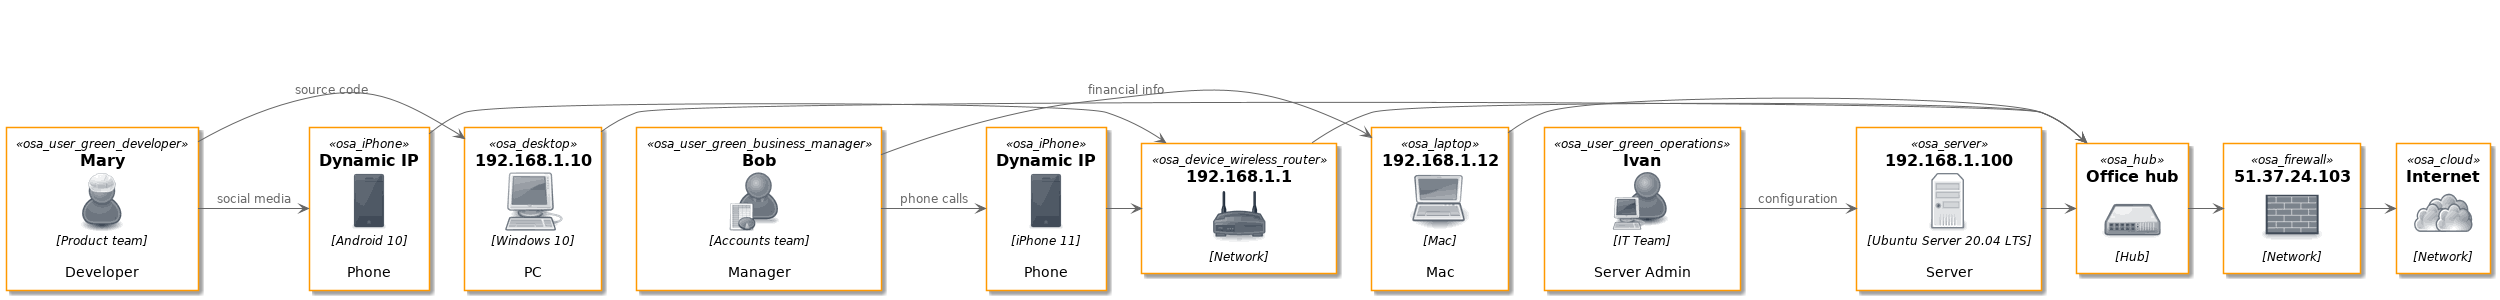 source code
financial info
«osa_user_green_developer»
Mary
[Product team]
Developer
social media
«osa_iPhone»
Dynamic IP
[Android 10]
Phone
«osa_desktop»
192.168.1.10
[Windows 10]
PC
«osa_user_green_business_manager»
Bob
[Accounts team]
Manager
phone calls
«osa_iPhone»
Dynamic IP
[iPhone 11]
Phone
«osa_device_wireless_router»
192.168.1.1
[Network]
«osa_laptop»
192.168.1.12
[Mac]
Mac
«osa_user_green_operations»
Ivan
[IT Team]
Server Admin
configuration
«osa_server»
192.168.1.100
[Ubuntu Server 20.04 LTS]
Server
«osa_hub»
Office hub
[Hub]
«osa_firewall»
51.37.24.103
[Network]
«osa_cloud»
Internet
[Network]